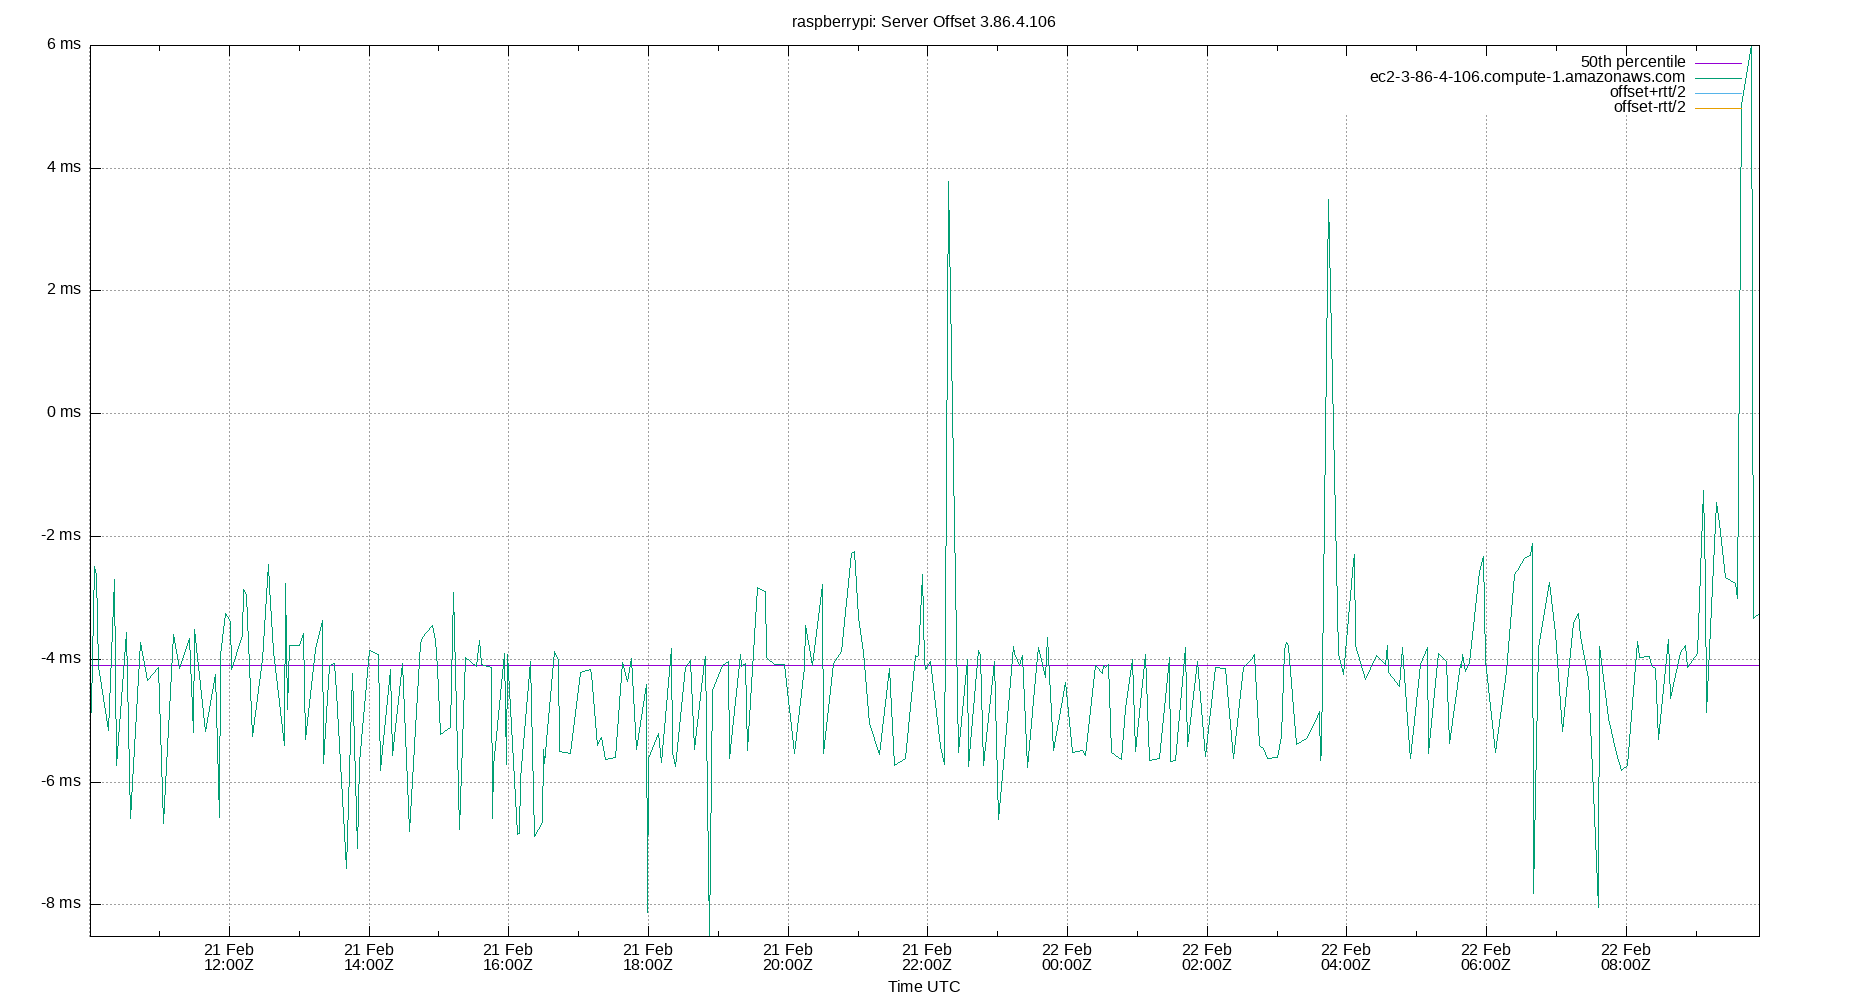 raspberrypi: Server Offset 3.86.4.106
6 ms
4 ms
2 ms
0 ms
-2 ms
-4 ms
-6 ms
-8 ms
50th percentile
ec2-3-86-4-106.compute-1.amazonaws.com
offset+rtt/2
offset-rtt/2
21 Feb 21 Feb 21 Feb 21 Feb 21 Feb 21 Feb 22 Feb 22 Feb 22 Feb 22 Feb 22 Feb
12:00Z 14:00Z 16:00Z 18:00Z 20:00Z 22:00Z 00:00Z 02:00Z 04:00Z 06:00Z 08:00Z
Time UTC